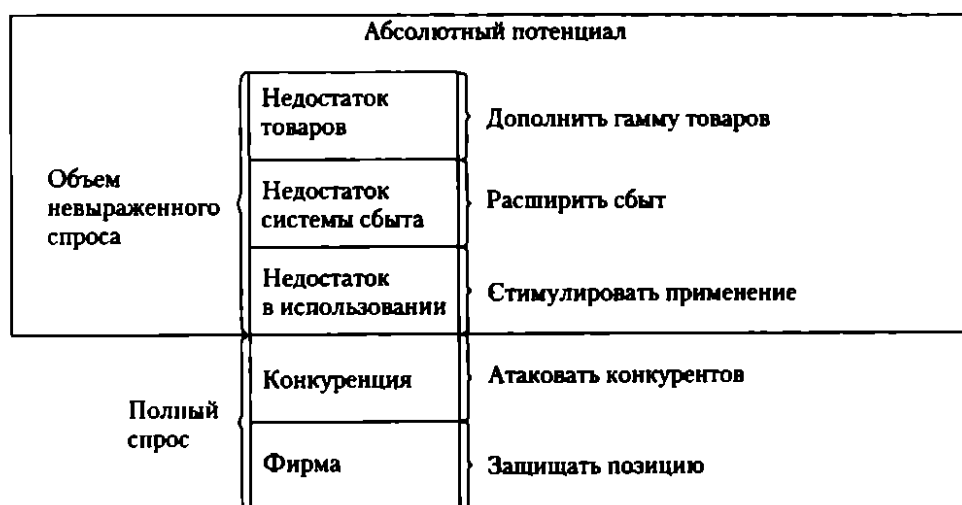 Абсолютный потенциал
Недостаток
товаров
Дополнить гамму товаров
Объем
невыраженного
спроса
Недостаток
системы сбыта
Расширить сбыт
Недостаток
в использовании
Стимулировать применение
Полный
спрос
Конкуренция
Атаковать конкурентов
Фирма
Защищать позицию